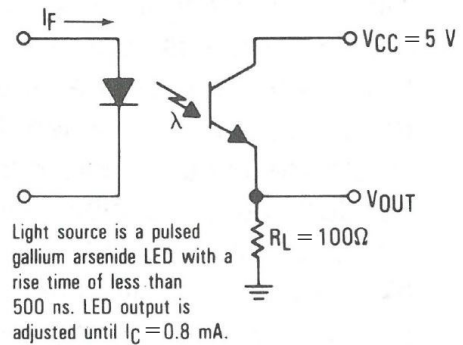 IF
λ
VCC = 5 V
VOUT
RL = 100Ω
Light source is a pulsed
gallium arsenide LED with a
rise time of less than
500 ns. LED output is
adjusted until IC = 0.8 mA.